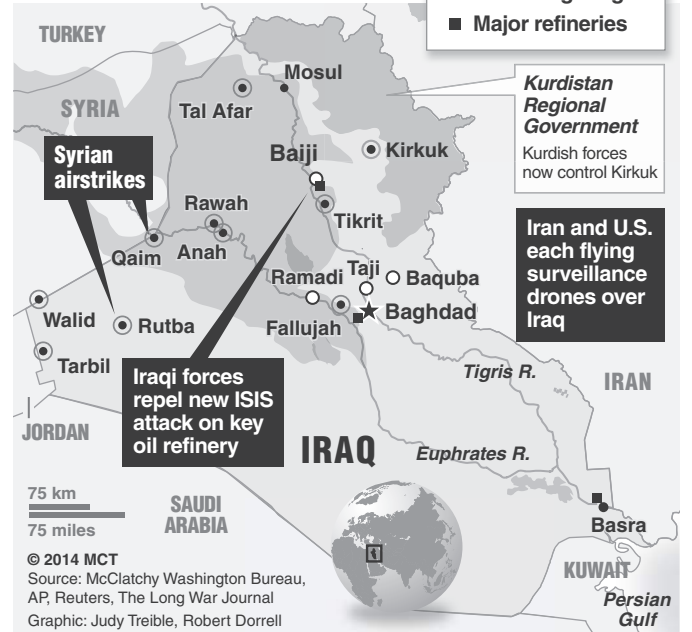 Major refineries
TURKEY
Mosul
Tal Afar
SYRIA
Kurdistan
Regional
Government
Kurdish forces
now control Kirkuk
Syrian
airstrikes
Baiji
Kirkuk
Rawah
Tikrit
Qaim
Anah
Iran and U.S.
each flying
surveillance
drones over
Iraq
Ramadi
Taji
Baquba
Walid
Rutba
Fallujah
Baghdad
Tarbil
Iraqi forces
repel new ISIS
attack on key
oil refinery
Tigris R.
IRAN
JORDAN
IRAQ
Euphrates R.
75 km
75 miles
SAUDI
ARABIA
Basra
KUWAIT
Persian
Gulf
© 2014 MCT
Source: McClatchy Washington Bureau,
AP, Reuters, The Long War Journal
Graphic: Judy Treible, Robert Dorrell